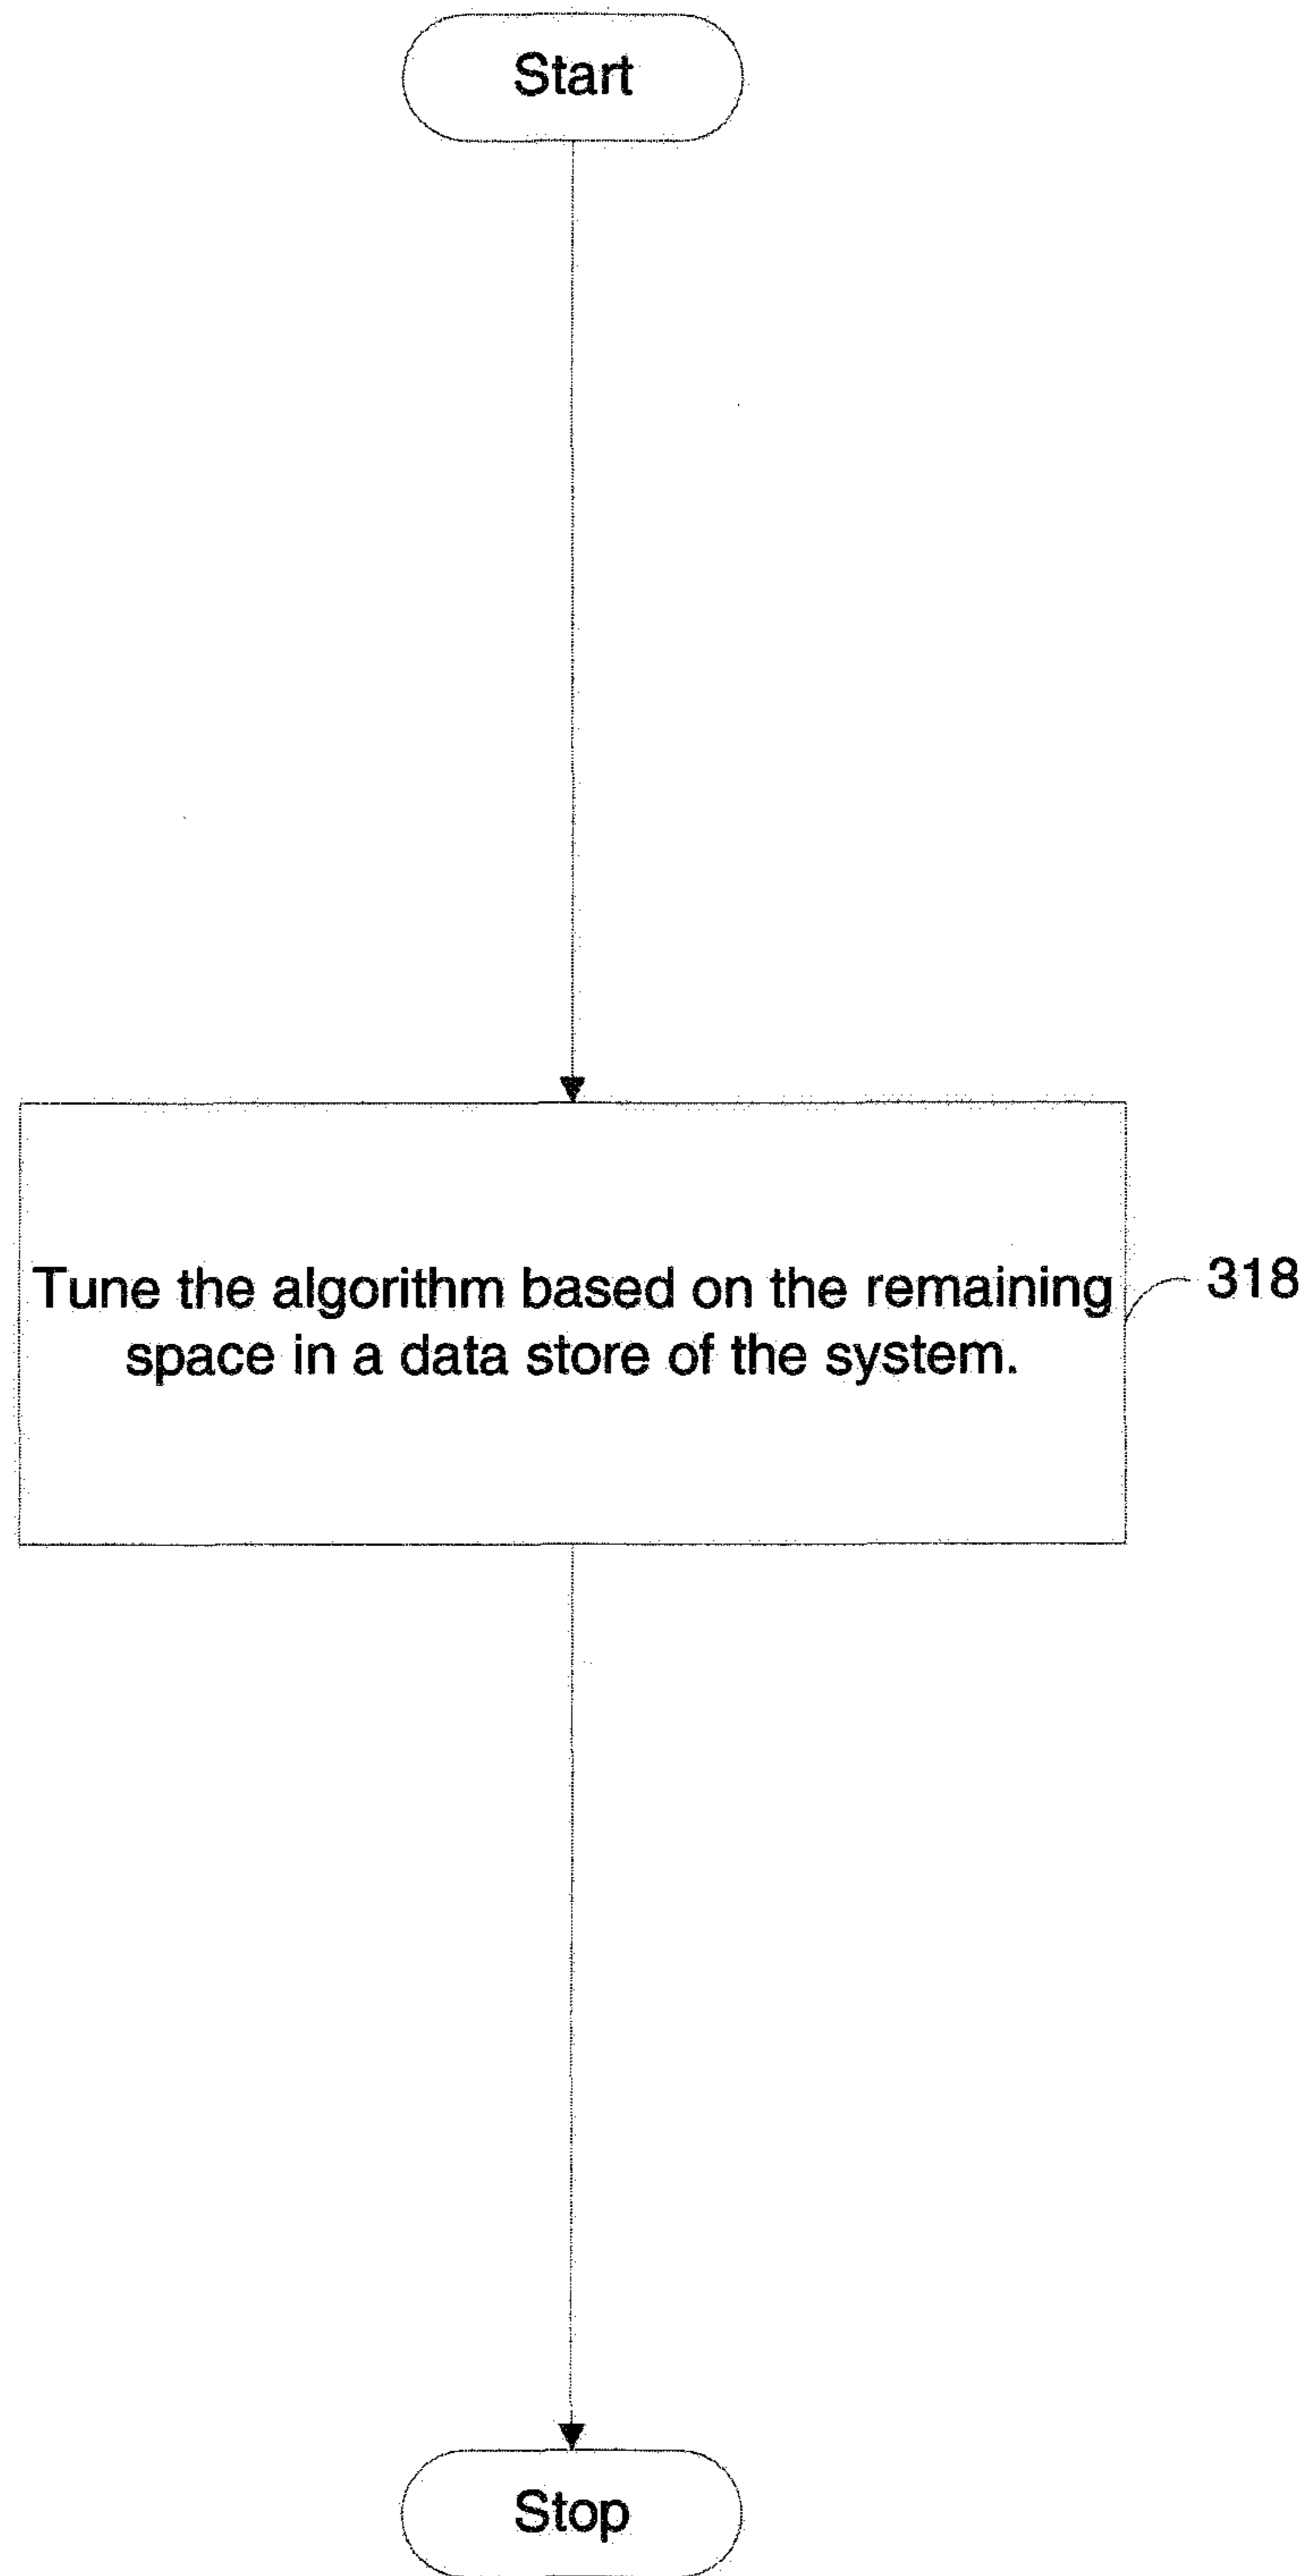 Start
Tune the algorithm based on the remaining
space in a data store of the system.
318
Stop